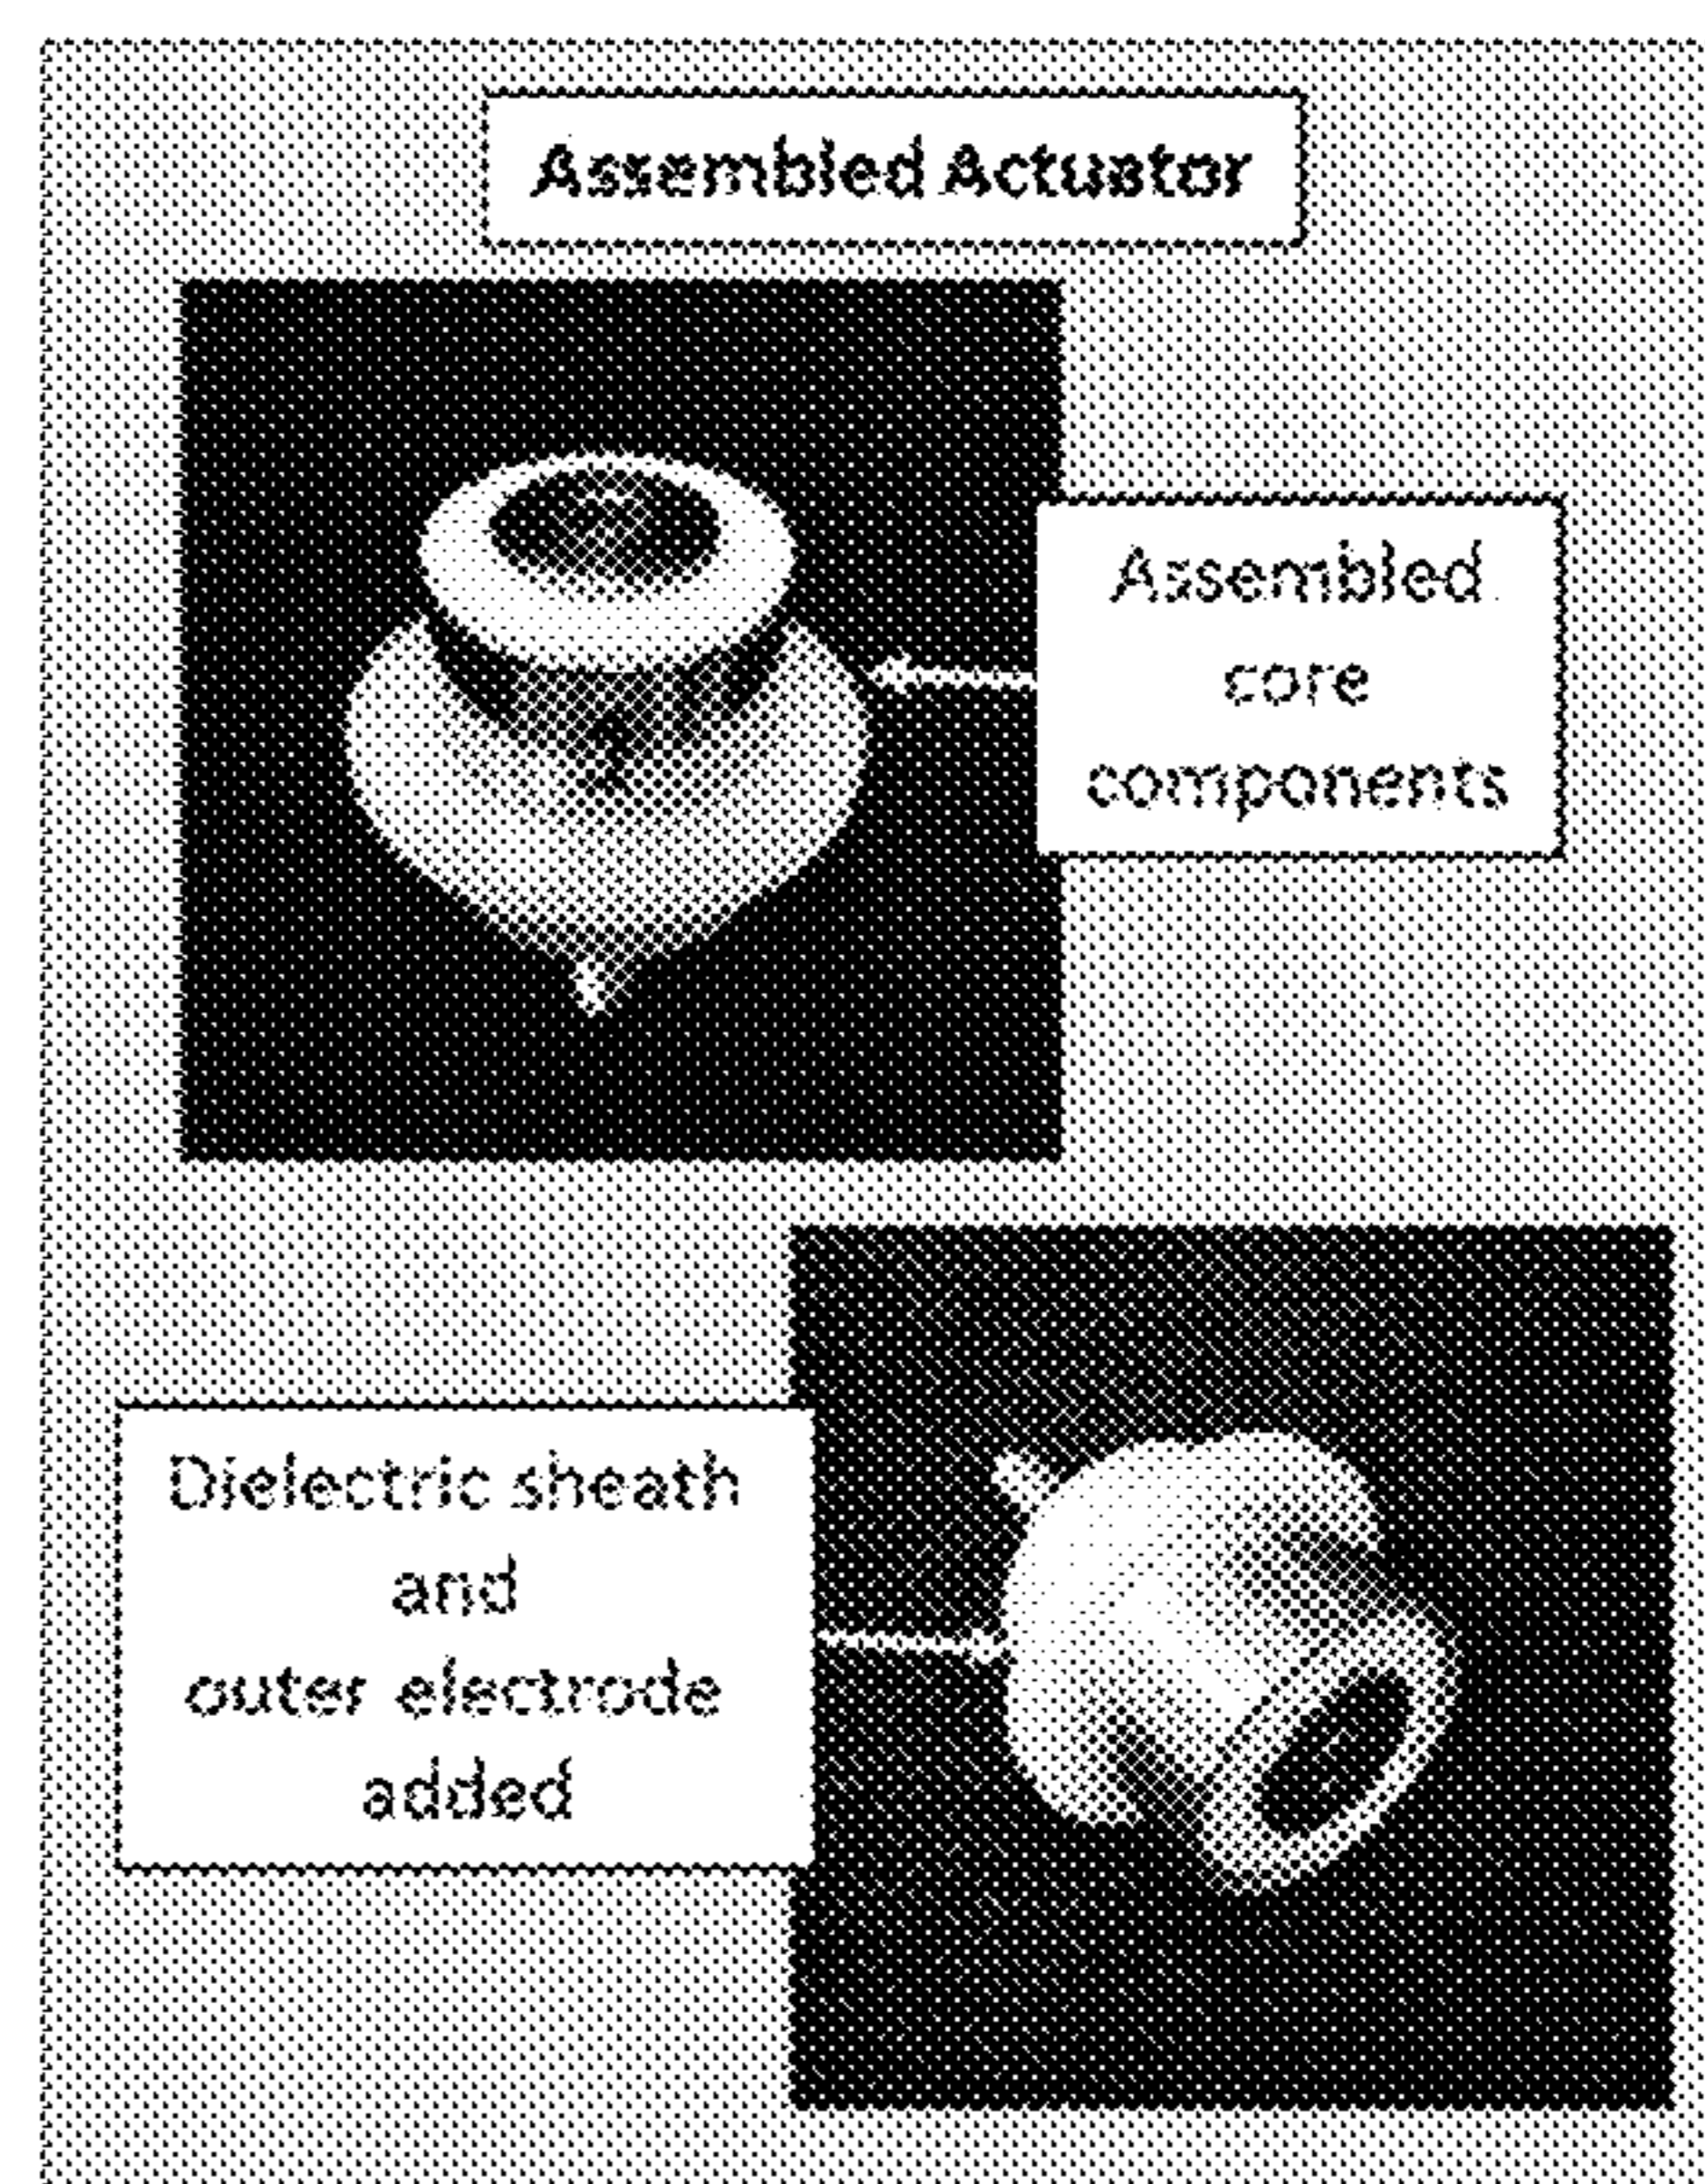 Assembled Actuator
Assembled
core
components
Dielectric sheath
and
outer electrode
added